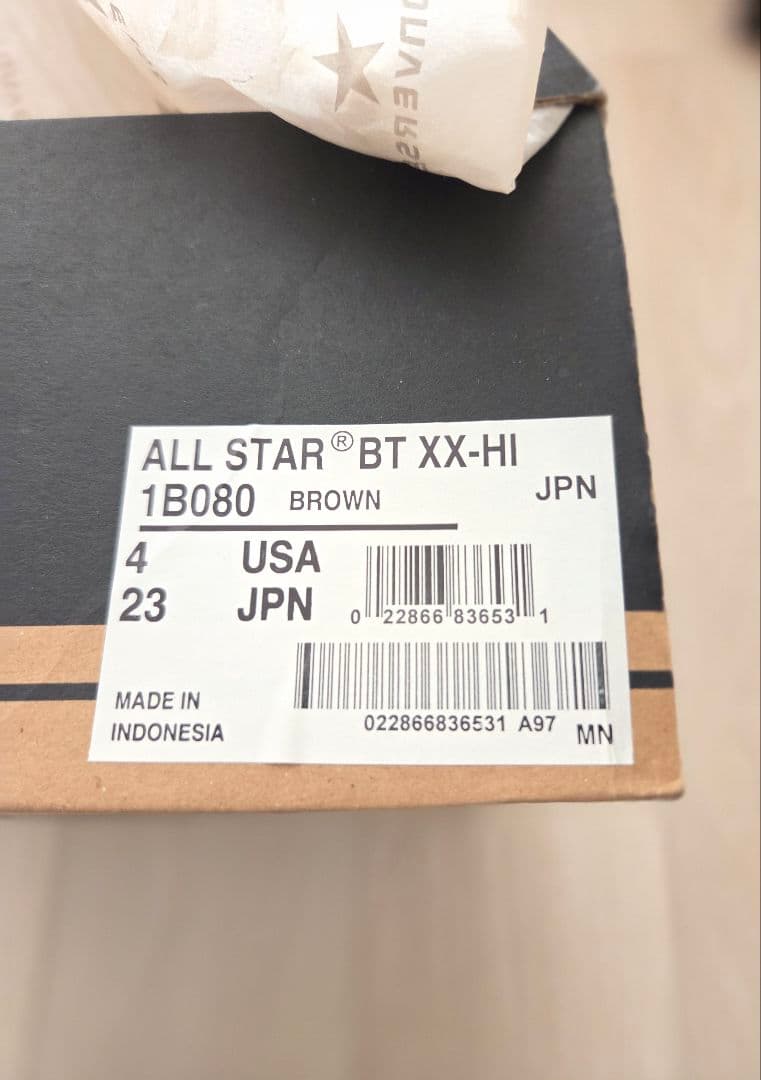 CONVERSE
ALL STAR® BT XX-HI
1B080 BROWN JPN
4 USA
23 JPN
0 22866 83653 1
022866836531 A97
MADE IN
INDONESIA
MN